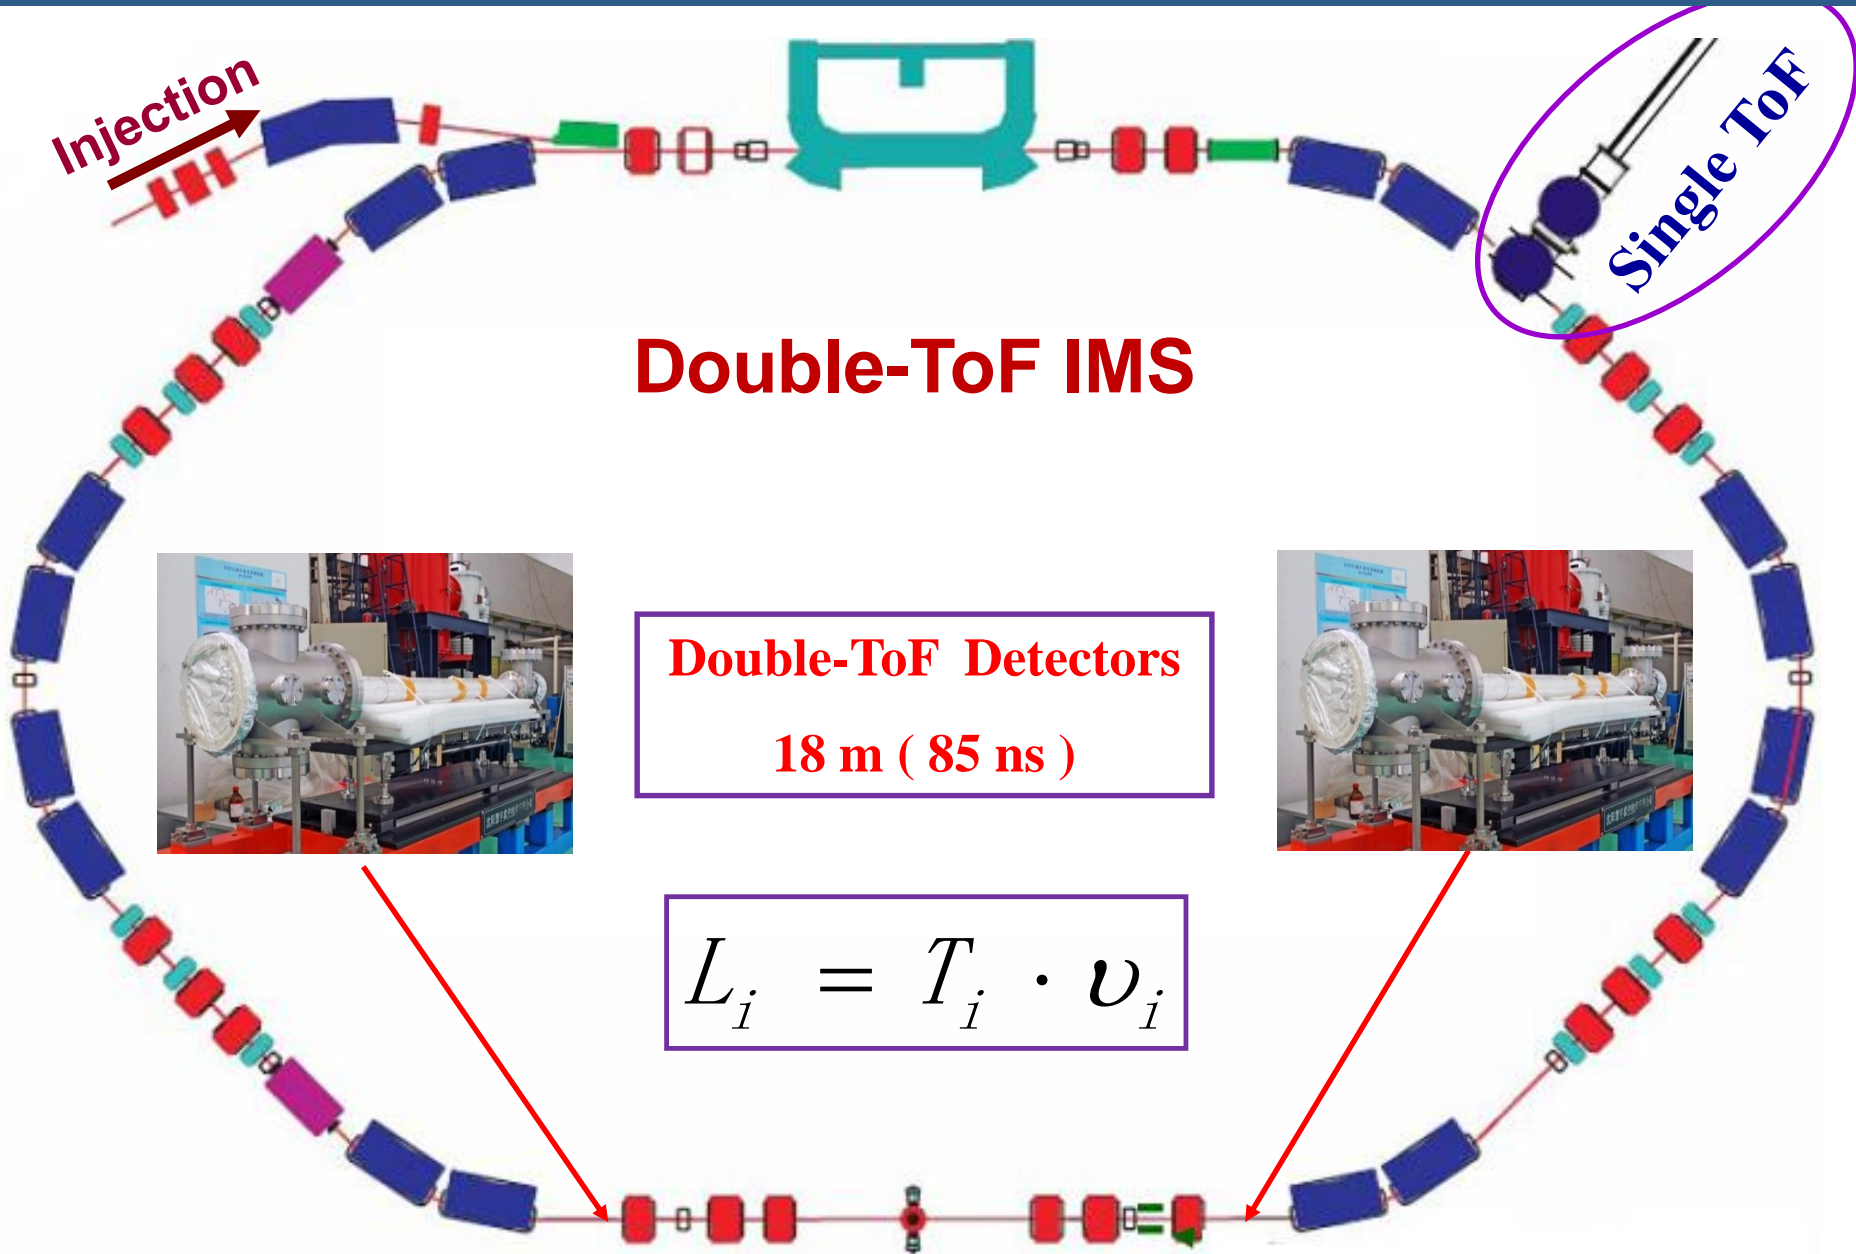 Injection
Single ToF
Double-ToF IMS
Double-ToF Detectors
18 m ( 85 ns )
L_i = T_i · υ_i